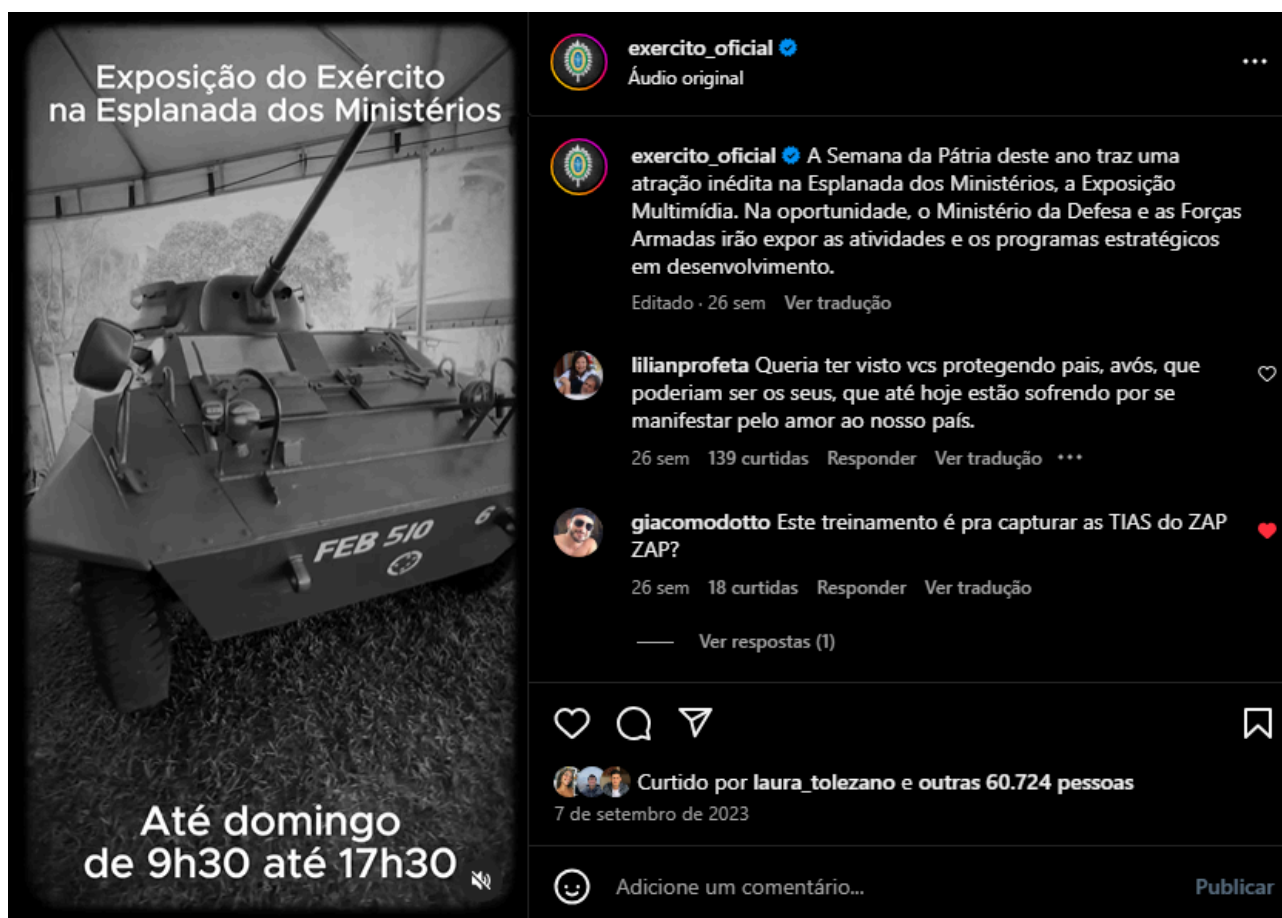 Exposição do Exército
na Esplanada dos Ministérios
FEB 510
6
Até domingo
de 9h30 até 17h30
exercito_oficial
Áudio original
exercito_oficial A Semana da Pátria deste ano traz uma
atração inédita na Esplanada dos Ministérios, a Exposição
Multimídia. Na oportunidade, o Ministério da Defesa e as Forças
Armadas irão expor as atividades e os programas estratégicos
em desenvolvimento.
Editado · 26 sem Ver tradução
lilianprofeta Queria ter visto vcs protegendo pais, avós, que
poderiam ser os seus, que até hoje estão sofrendo por se
manifestar pelo amor ao nosso país.
26 sem 139 curtidas Responder Ver tradução •••
giacomodotto Este treinamento é pra capturar as TIAS do ZAP
ZAP?
26 sem 18 curtidas Responder Ver tradução
Ver respostas (1)
Curtido por laura_tolezano e outras 60.724 pessoas
7 de setembro de 2023
Adicione um comentário...
Publicar